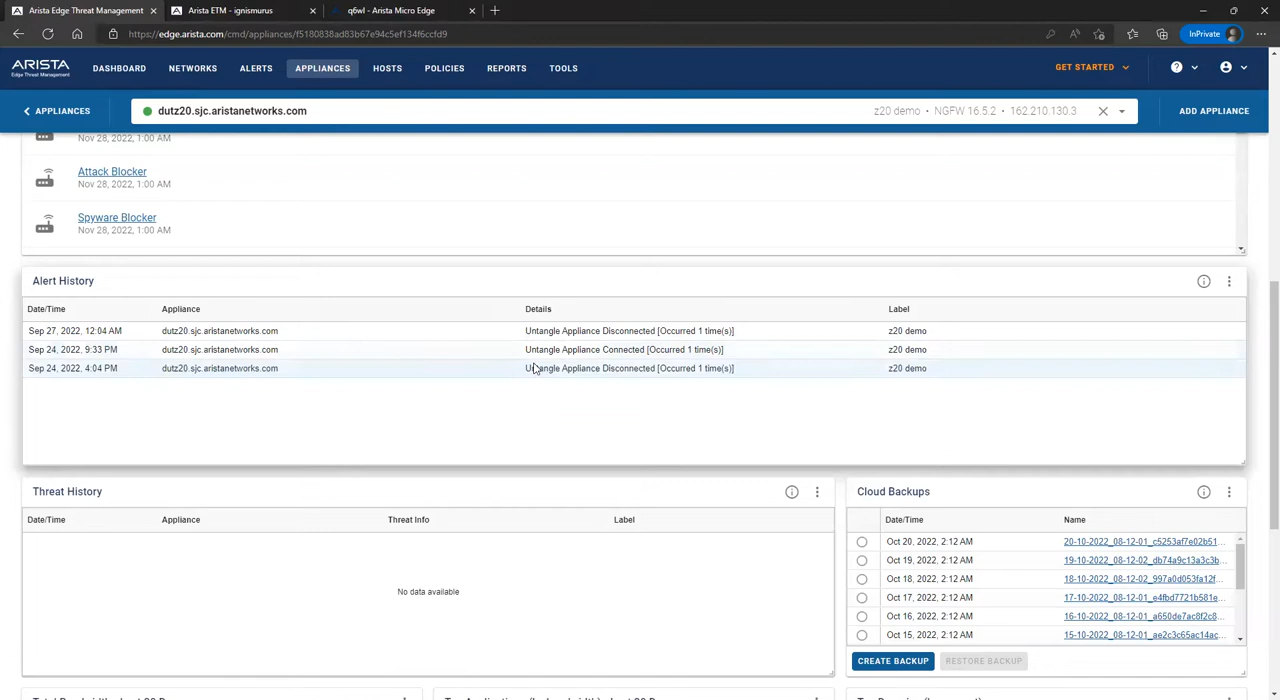 Arista Edge Threat Management
Arista ETM - ignismurus
q6wl - Arista Micro Edge
https://edge.arista.com/cmd/appliances/f5180838ad83b67e94c5ef134f6ccfd9
InPrivate
ARISTA
Edge Threat Management
DASHBOARD NETWORKS ALERTS APPLIANCES HOSTS POLICIES REPORTS TOOLS
GET STARTED
APPLIANCES
dutz20.sjc.aristanetworks.com
z20 demo • NGFW 16.5.2 • 162.210.130.3
ADD APPLIANCE
Nov 28, 2022, 1:00 AM
Attack Blocker
Nov 28, 2022, 1:00 AM
Spyware Blocker
Nov 28, 2022, 1:00 AM
Alert History
Date/Time Appliance Details Label
Sep 27, 2022, 12:04 AM dutz20.sjc.aristanetworks.com Untangle Appliance Disconnected [Occurred 1 time(s)] z20 demo
Sep 24, 2022, 9:33 PM dutz20.sjc.aristanetworks.com Untangle Appliance Connected [Occurred 1 time(s)] z20 demo
Sep 24, 2022, 4:04 PM dutz20.sjc.aristanetworks.com Untangle Appliance Disconnected [Occurred 1 time(s)] z20 demo
Threat History
Date/Time Appliance Threat Info Label
No data available
Cloud Backups
Date/Time Name
Oct 20, 2022, 2:12 AM 20-10-2022_08-12-01_c5253af7e02b51...
Oct 19, 2022, 2:12 AM 19-10-2022_08-12-02_db74a9c13a3c3b...
Oct 18, 2022, 2:12 AM 18-10-2022_08-12-02_997a0d053fa12f...
Oct 17, 2022, 2:12 AM 17-10-2022_08-12-01_e4fbd7721b581e...
Oct 16, 2022, 2:12 AM 16-10-2022_08-12-01_a650de7ac8f2c8...
Oct 15, 2022, 2:12 AM 15-10-2022_08-12-01_ae2c3c65ac14ac...
CREATE BACKUP RESTORE BACKUP